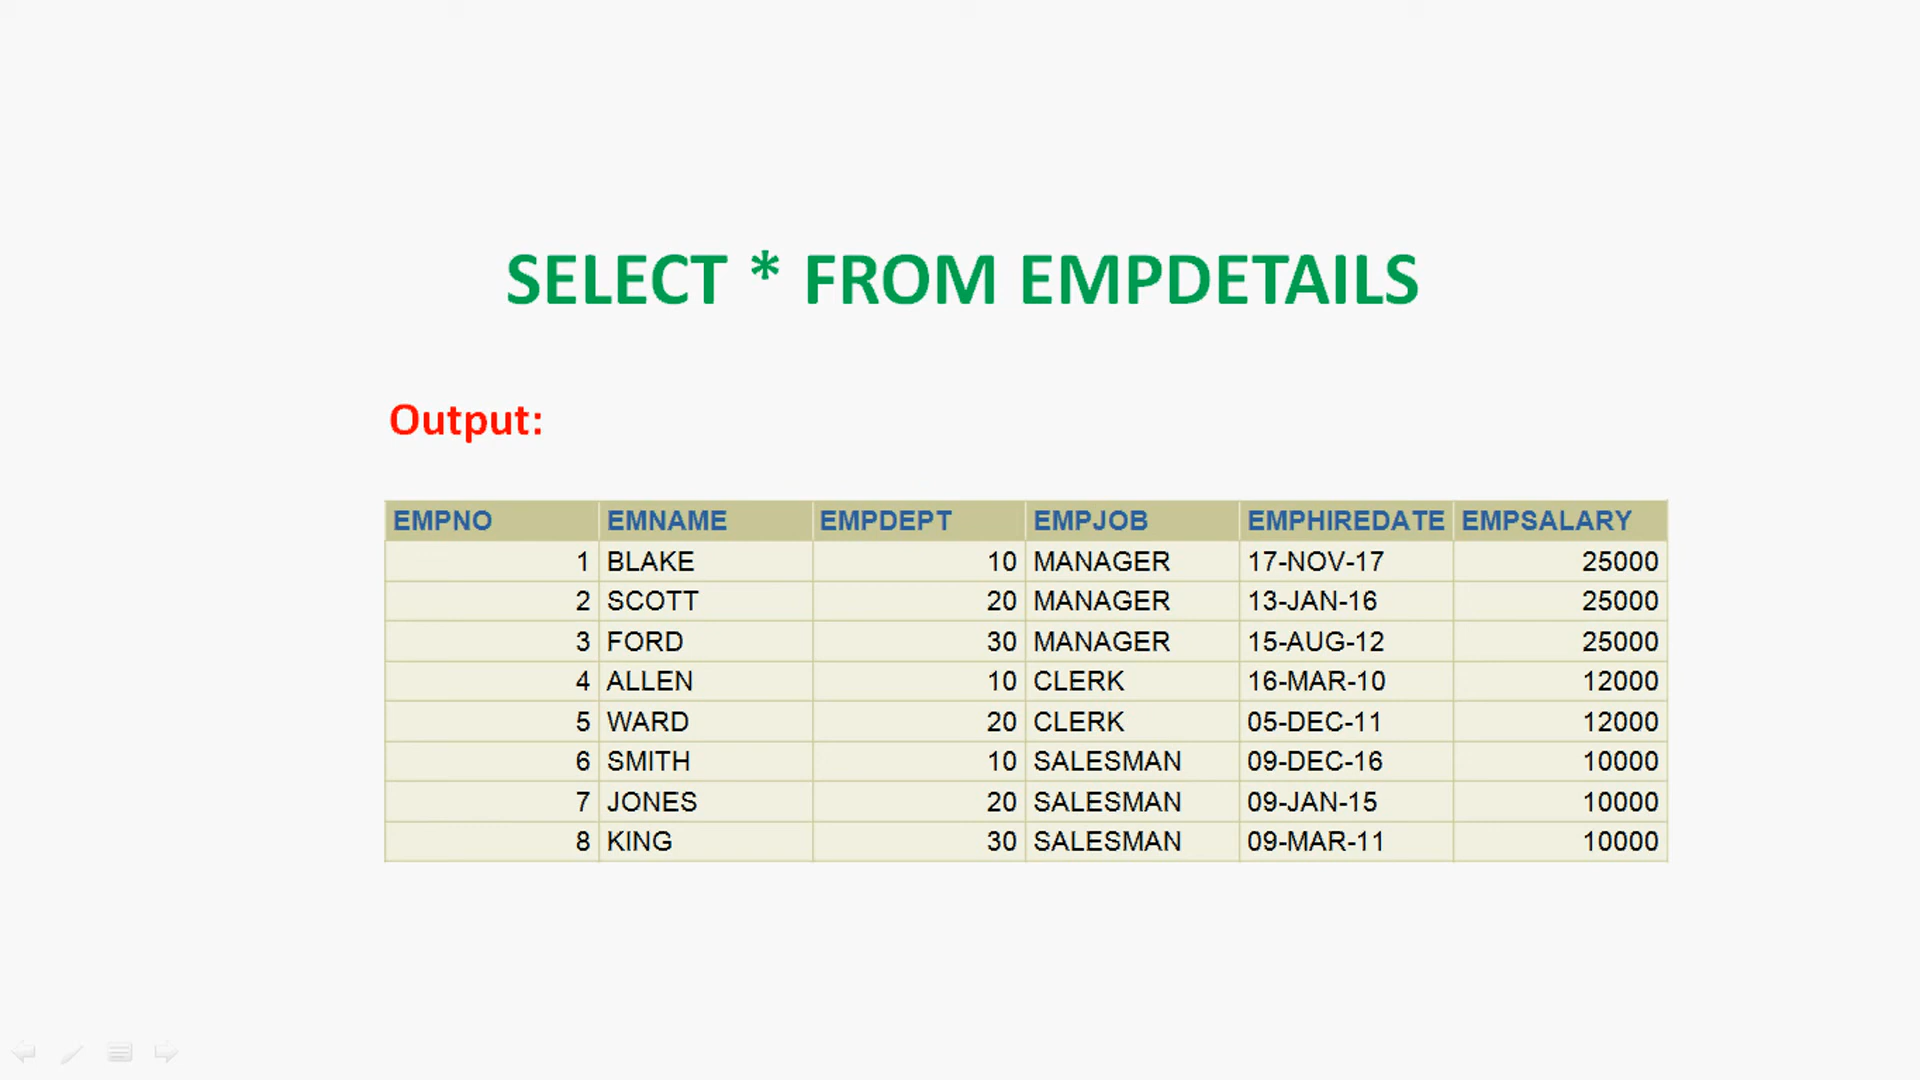 SELECT * FROM EMPDETAILS
Output:
EMPNO EMNAME EMPDEPT EMPJOB EMPHIREDATE EMPSALARY
1 BLAKE 10 MANAGER 17-NOV-17 25000
2 SCOTT 20 MANAGER 13-JAN-16 25000
3 FORD 30 MANAGER 15-AUG-12 25000
4 ALLEN 10 CLERK 16-MAR-10 12000
5 WARD 20 CLERK 05-DEC-11 12000
6 SMITH 10 SALESMAN 09-DEC-16 10000
7 JONES 20 SALESMAN 09-JAN-15 10000
8 KING 30 SALESMAN 09-MAR-11 10000